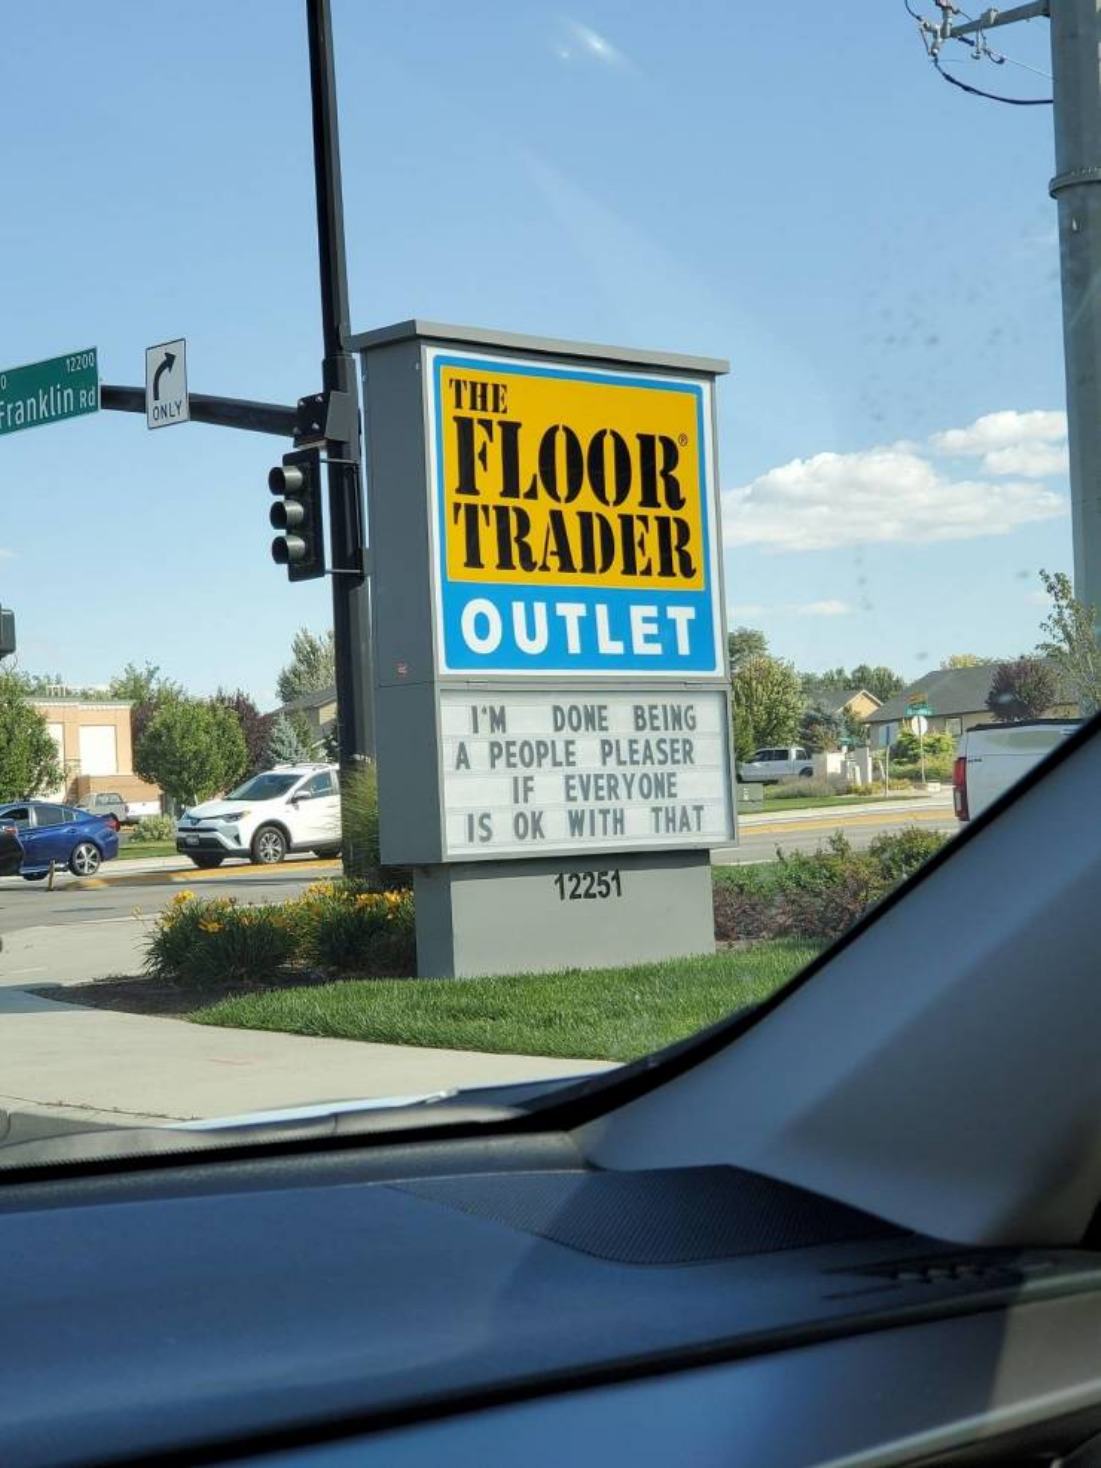 12200
Franklin Rd
ONLY
THE
FLOOR®
TRADER
OUTLET
I'M DONE BEING
A PEOPLE PLEASER
IF EVERYONE
IS OK WITH THAT
12251